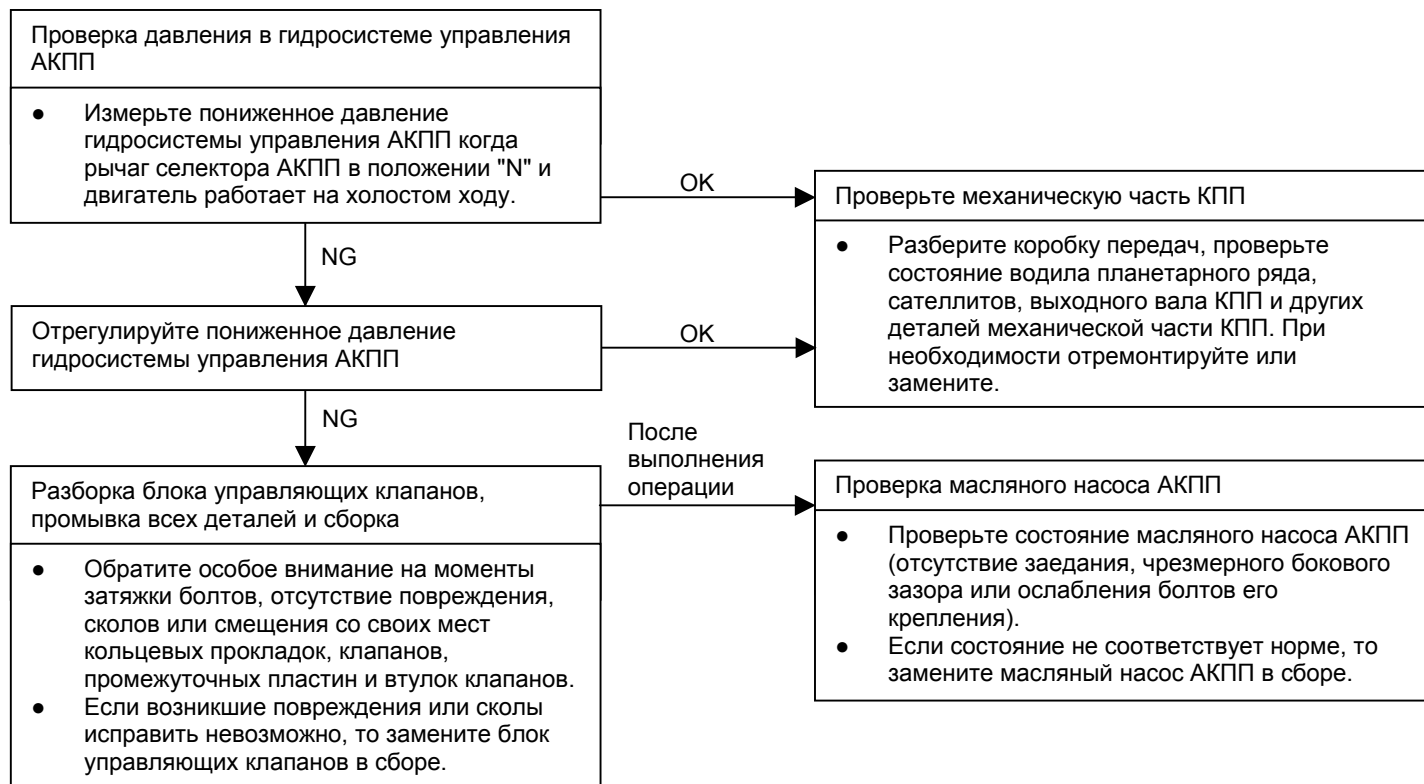 Проверка давления в гидросистеме управления
АКПП
● Измерьте пониженное давление
гидросистемы управления АКПП когда
рычаг селектора АКПП в положении "N" и
двигатель работает на холостом ходу.
OK
Проверьте механическую часть КПП
● Разберите коробку передач, проверьте
состояние водила планетарного ряда,
сателлитов, выходного вала КПП и других
деталей механической части КПП. При
необходимости отремонтируйте или
замените.
NG
Отрегулируйте пониженное давление
гидросистемы управления АКПП
OK
NG
Разборка блока управляющих клапанов,
промывка всех деталей и сборка
● Обратите особое внимание на моменты
затяжки болтов, отсутствие повреждения,
сколов или смещения со своих мест
кольцевых прокладок, клапанов,
промежуточных пластин и втулок клапанов.
● Если возникшие повреждения или сколы
исправить невозможно, то замените блок
управляющих клапанов в сборе.
После
выполнения
операции
Проверка масляного насоса АКПП
● Проверьте состояние масляного насоса АКПП
(отсутствие заедания, чрезмерного бокового
зазора или ослабления болтов его
крепления).
● Если состояние не соответствует норме, то
замените масляный насос АКПП в сборе.